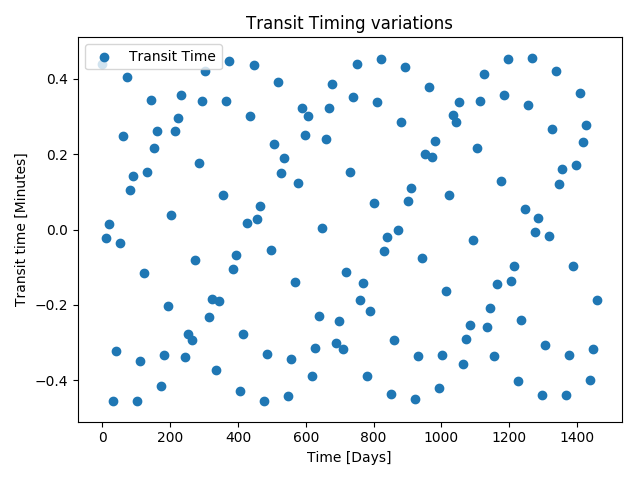 Transit Timing variations
Transit Time
Transit time [Minutes]
0.4
0.2
0.0
−0.2
−0.4
0 200 400 600 800 1000 1200 1400
Time [Days]